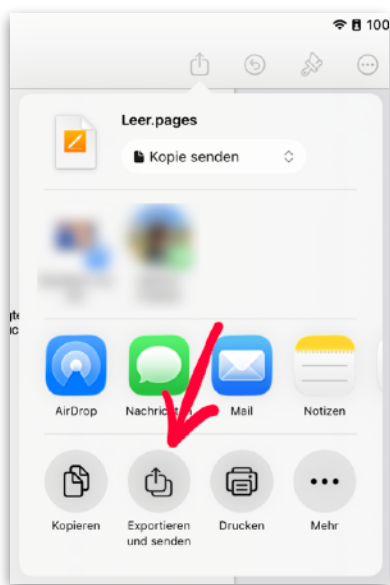 100
Leer.pages
Kopie senden
AirDrop
Nachrichten
Mail
Notizen
Kopieren
Exportieren
und senden
Drucken
Mehr